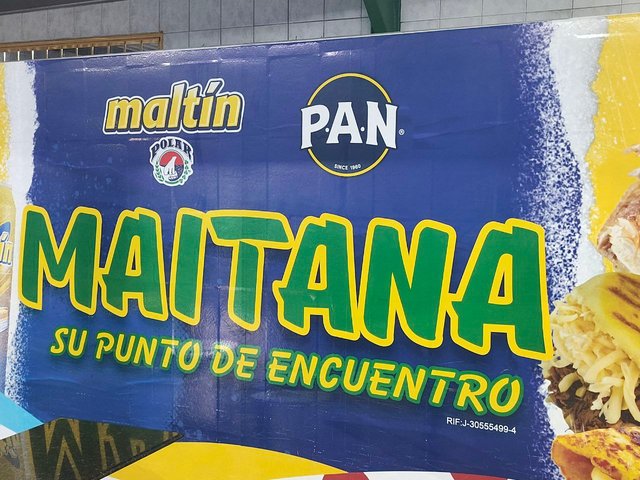 maltín
POLAR
P.A.N®
SINCE 1960
MAITANA
SU PUNTO DE ENCUENTRO
RIF:J-30555499-4